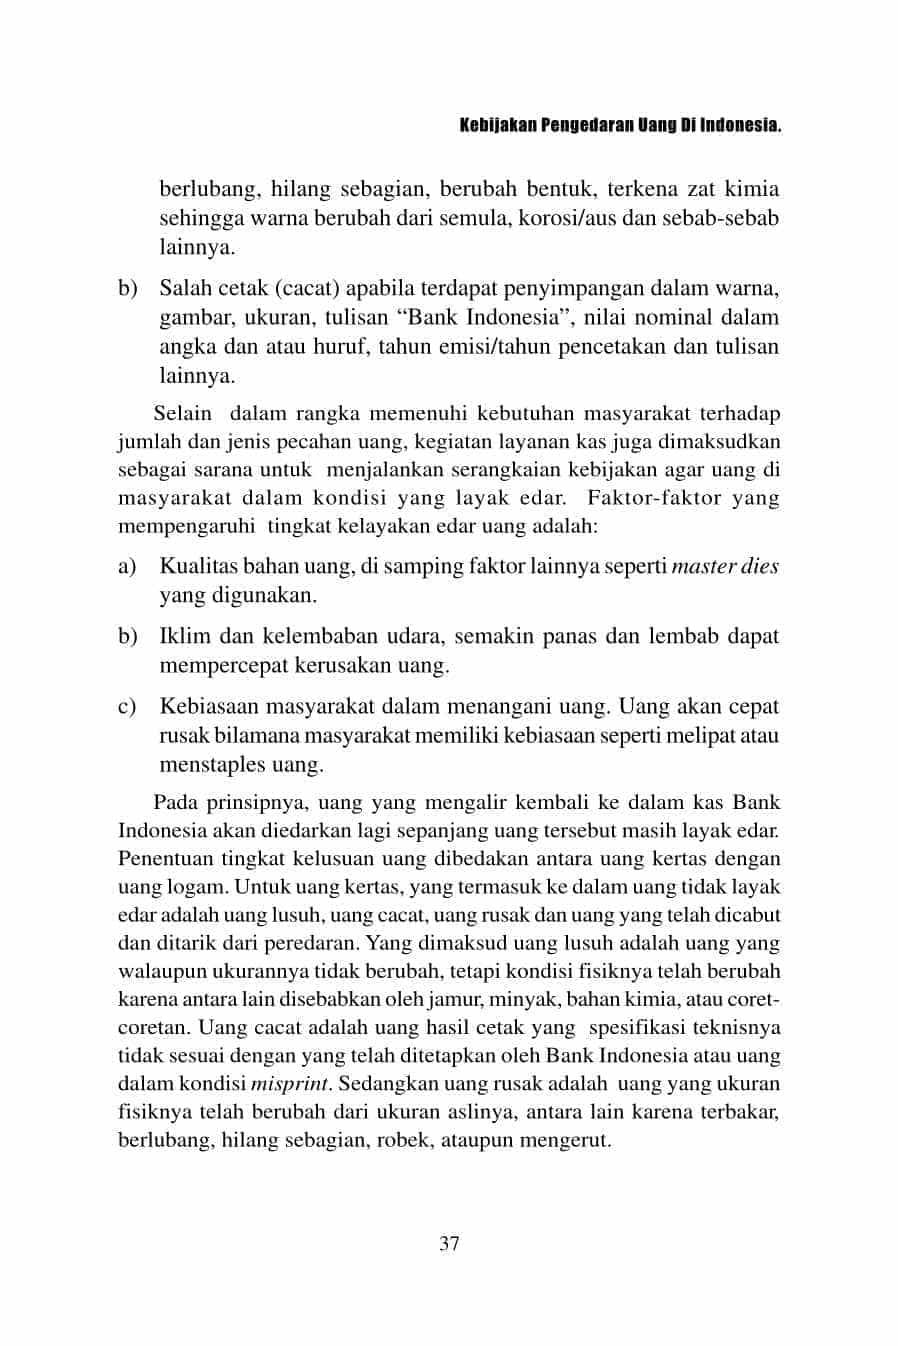 Kebijakan Pengedaran Uang Di Indonesia.
berlubang, hilang sebagian, berubah bentuk, terkena zat kimia
sehingga warna berubah dari semula, korosi/aus dan sebab-sebab
lainnya.
b) Salah cetak (cacat) apabila terdapat penyimpangan dalam warna,
gambar, ukuran, tulisan “Bank Indonesia”, nilai nominal dalam
angka dan atau huruf, tahun emisi/tahun pencetakan dan tulisan
lainnya.
Selain dalam rangka memenuhi kebutuhan masyarakat terhadap
jumlah dan jenis pecahan uang, kegiatan layanan kas juga dimaksudkan
sebagai sarana untuk menjalankan serangkaian kebijakan agar uang di
masyarakat dalam kondisi yang layak edar. Faktor-faktor yang
mempengaruhi tingkat kelayakan edar uang adalah:
a) Kualitas bahan uang, di samping faktor lainnya seperti master dies
yang digunakan.
b) Iklim dan kelembaban udara, semakin panas dan lembab dapat
mempercepat kerusakan uang.
c) Kebiasaan masyarakat dalam menangani uang. Uang akan cepat
rusak bilamana masyarakat memiliki kebiasaan seperti melipat atau
menstaples uang.
Pada prinsipnya, uang yang mengalir kembali ke dalam kas Bank
Indonesia akan diedarkan lagi sepanjang uang tersebut masih layak edar.
Penentuan tingkat kelusuan uang dibedakan antara uang kertas dengan
uang logam. Untuk uang kertas, yang termasuk ke dalam uang tidak layak
edar adalah uang lusuh, uang cacat, uang rusak dan uang yang telah dicabut
dan ditarik dari peredaran. Yang dimaksud uang lusuh adalah uang yang
walaupun ukurannya tidak berubah, tetapi kondisi fisiknya telah berubah
karena antara lain disebabkan oleh jamur, minyak, bahan kimia, atau coret-
coretan. Uang cacat adalah uang hasil cetak yang spesifikasi teknisnya
tidak sesuai dengan yang telah ditetapkan oleh Bank Indonesia atau uang
dalam kondisi misprint. Sedangkan uang rusak adalah uang yang ukuran
fisiknya telah berubah dari ukuran aslinya, antara lain karena terbakar,
berlubang, hilang sebagian, robek, ataupun mengerut.
37